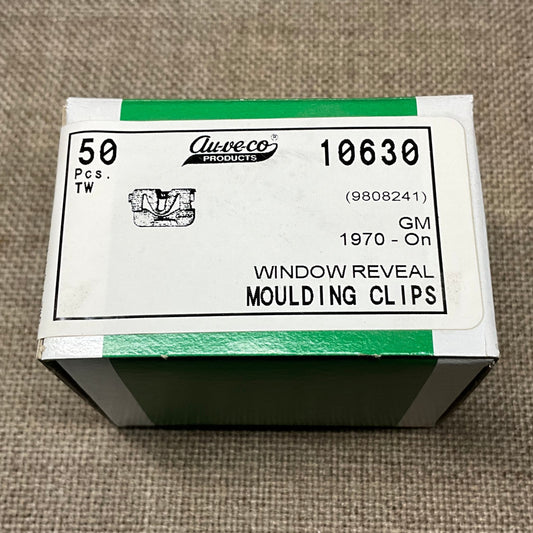 50 au-ve-co® 10630
Pcs. PRODUCTS
TW
(9808241)
GM
1970 - On
WINDOW REVEAL
MOULDING CLIPS